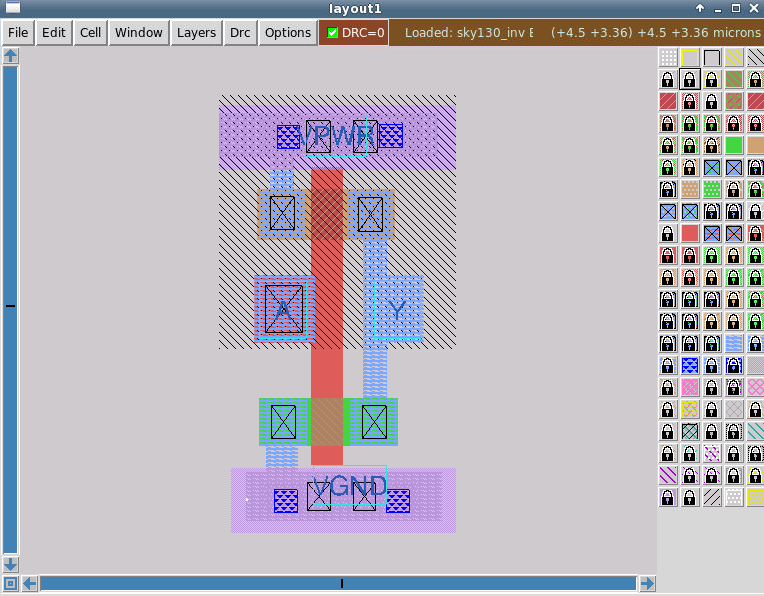 layout1
File Edit Cell Window Layers Drc Options DRC=0 Loaded: sky130_inv E (+4.5 +3.36) +4.5 +3.36 microns
VPWR
A Y
VGND